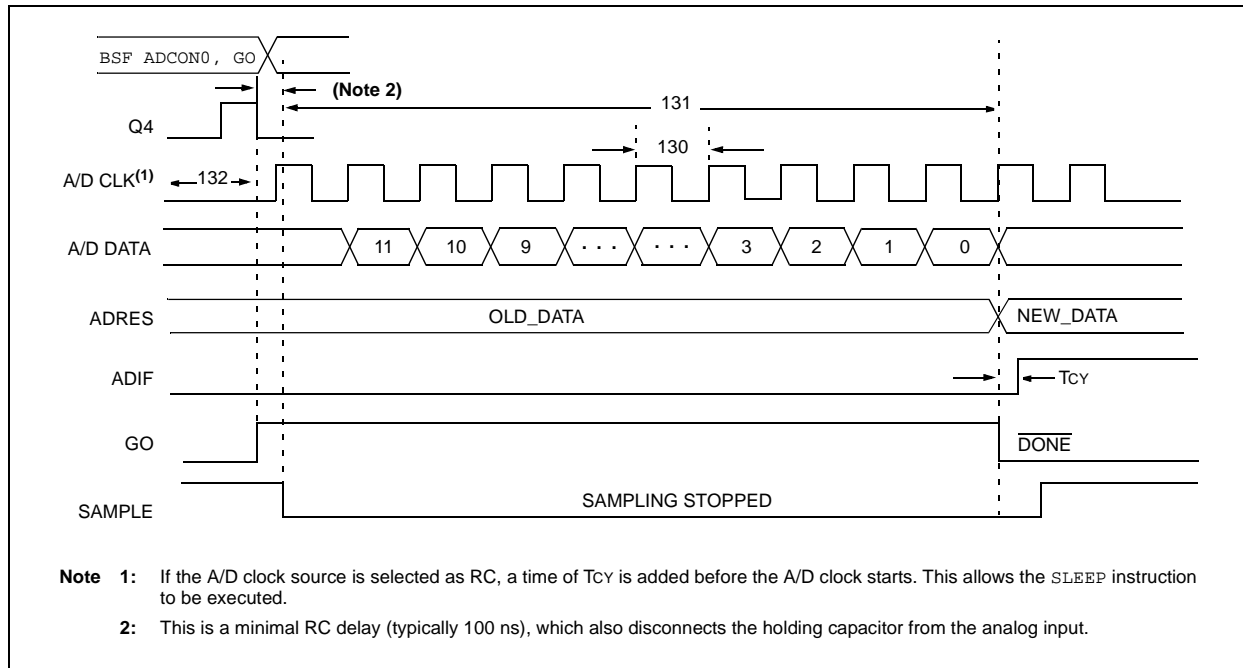 BSF ADCON0, GO
(Note 2)
131
Q4
130
A/D CLK(1)
132
A/D DATA
11 10 9 . . . . . . 3 2 1 0
ADRES
OLD_DATA
NEW_DATA
ADIF
TCY
GO
DONE
SAMPLE
SAMPLING STOPPED
Note 1: If the A/D clock source is selected as RC, a time of TCY is added before the A/D clock starts. This allows the SLEEP instruction
to be executed.
2: This is a minimal RC delay (typically 100 ns), which also disconnects the holding capacitor from the analog input.